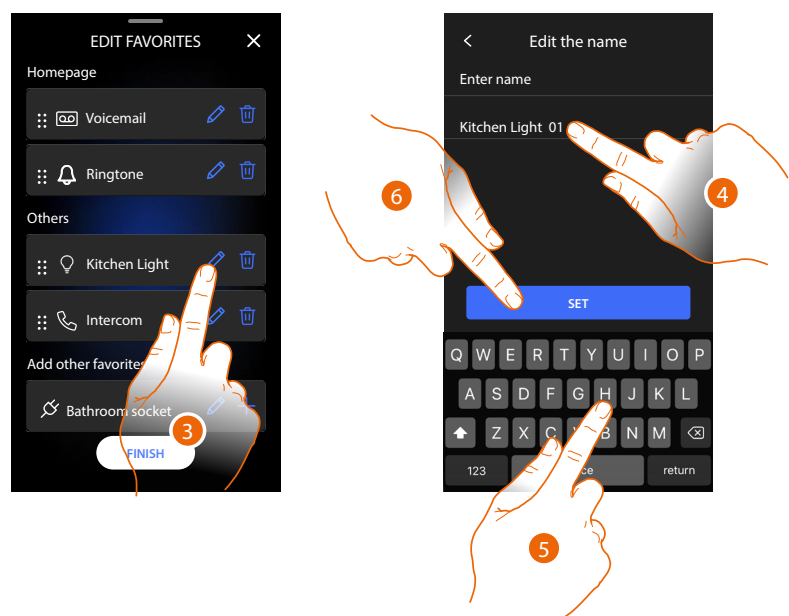 EDIT FAVORITES
Homepage
Voicemail
Ringtone
Others
Kitchen Light
Intercom
Add other favorites
Bathroom socket
FINISH
3
Edit the name
Enter name
Kitchen Light 01
4
6
SET
Q W E R T Y U I O P
A S D F G H J K L
Z X C V B N M
123
return
5